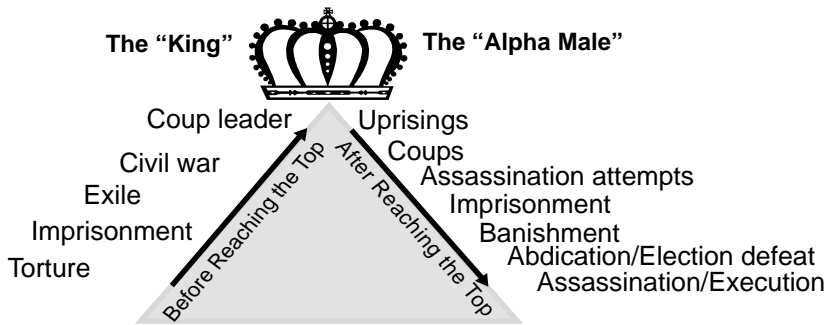 The “King”
The “Alpha Male”
Coup leader
Civil war
Exile
Imprisonment
Torture
Before Reaching the Top
After Reaching the Top
Uprisings
Coups
Assassination attempts
Imprisonment
Banishment
Abdication/Election defeat
Assassination/Execution